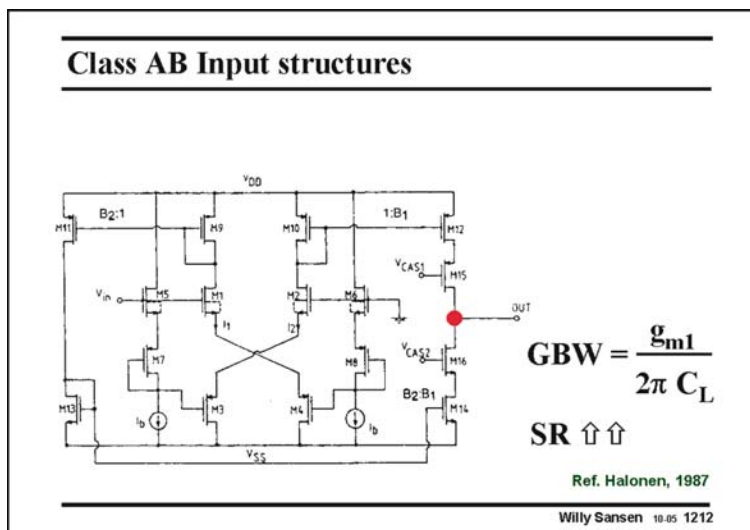 Class AB Input structures
VDD
B2:1
1:B1
M11
M9
M10
M12
VCAS1
M15
Vin
M5
M1
M2
M6
I1
I2
OUT
M7
M8
VCAS2
M16
GBW = gm1 / 2π CL
B2:B1
M13
Ib
M3
M4
Ib
M14
VSS
SR ⇧⇧
Ref. Halonen, 1987
Willy Sansen 10-05 1212